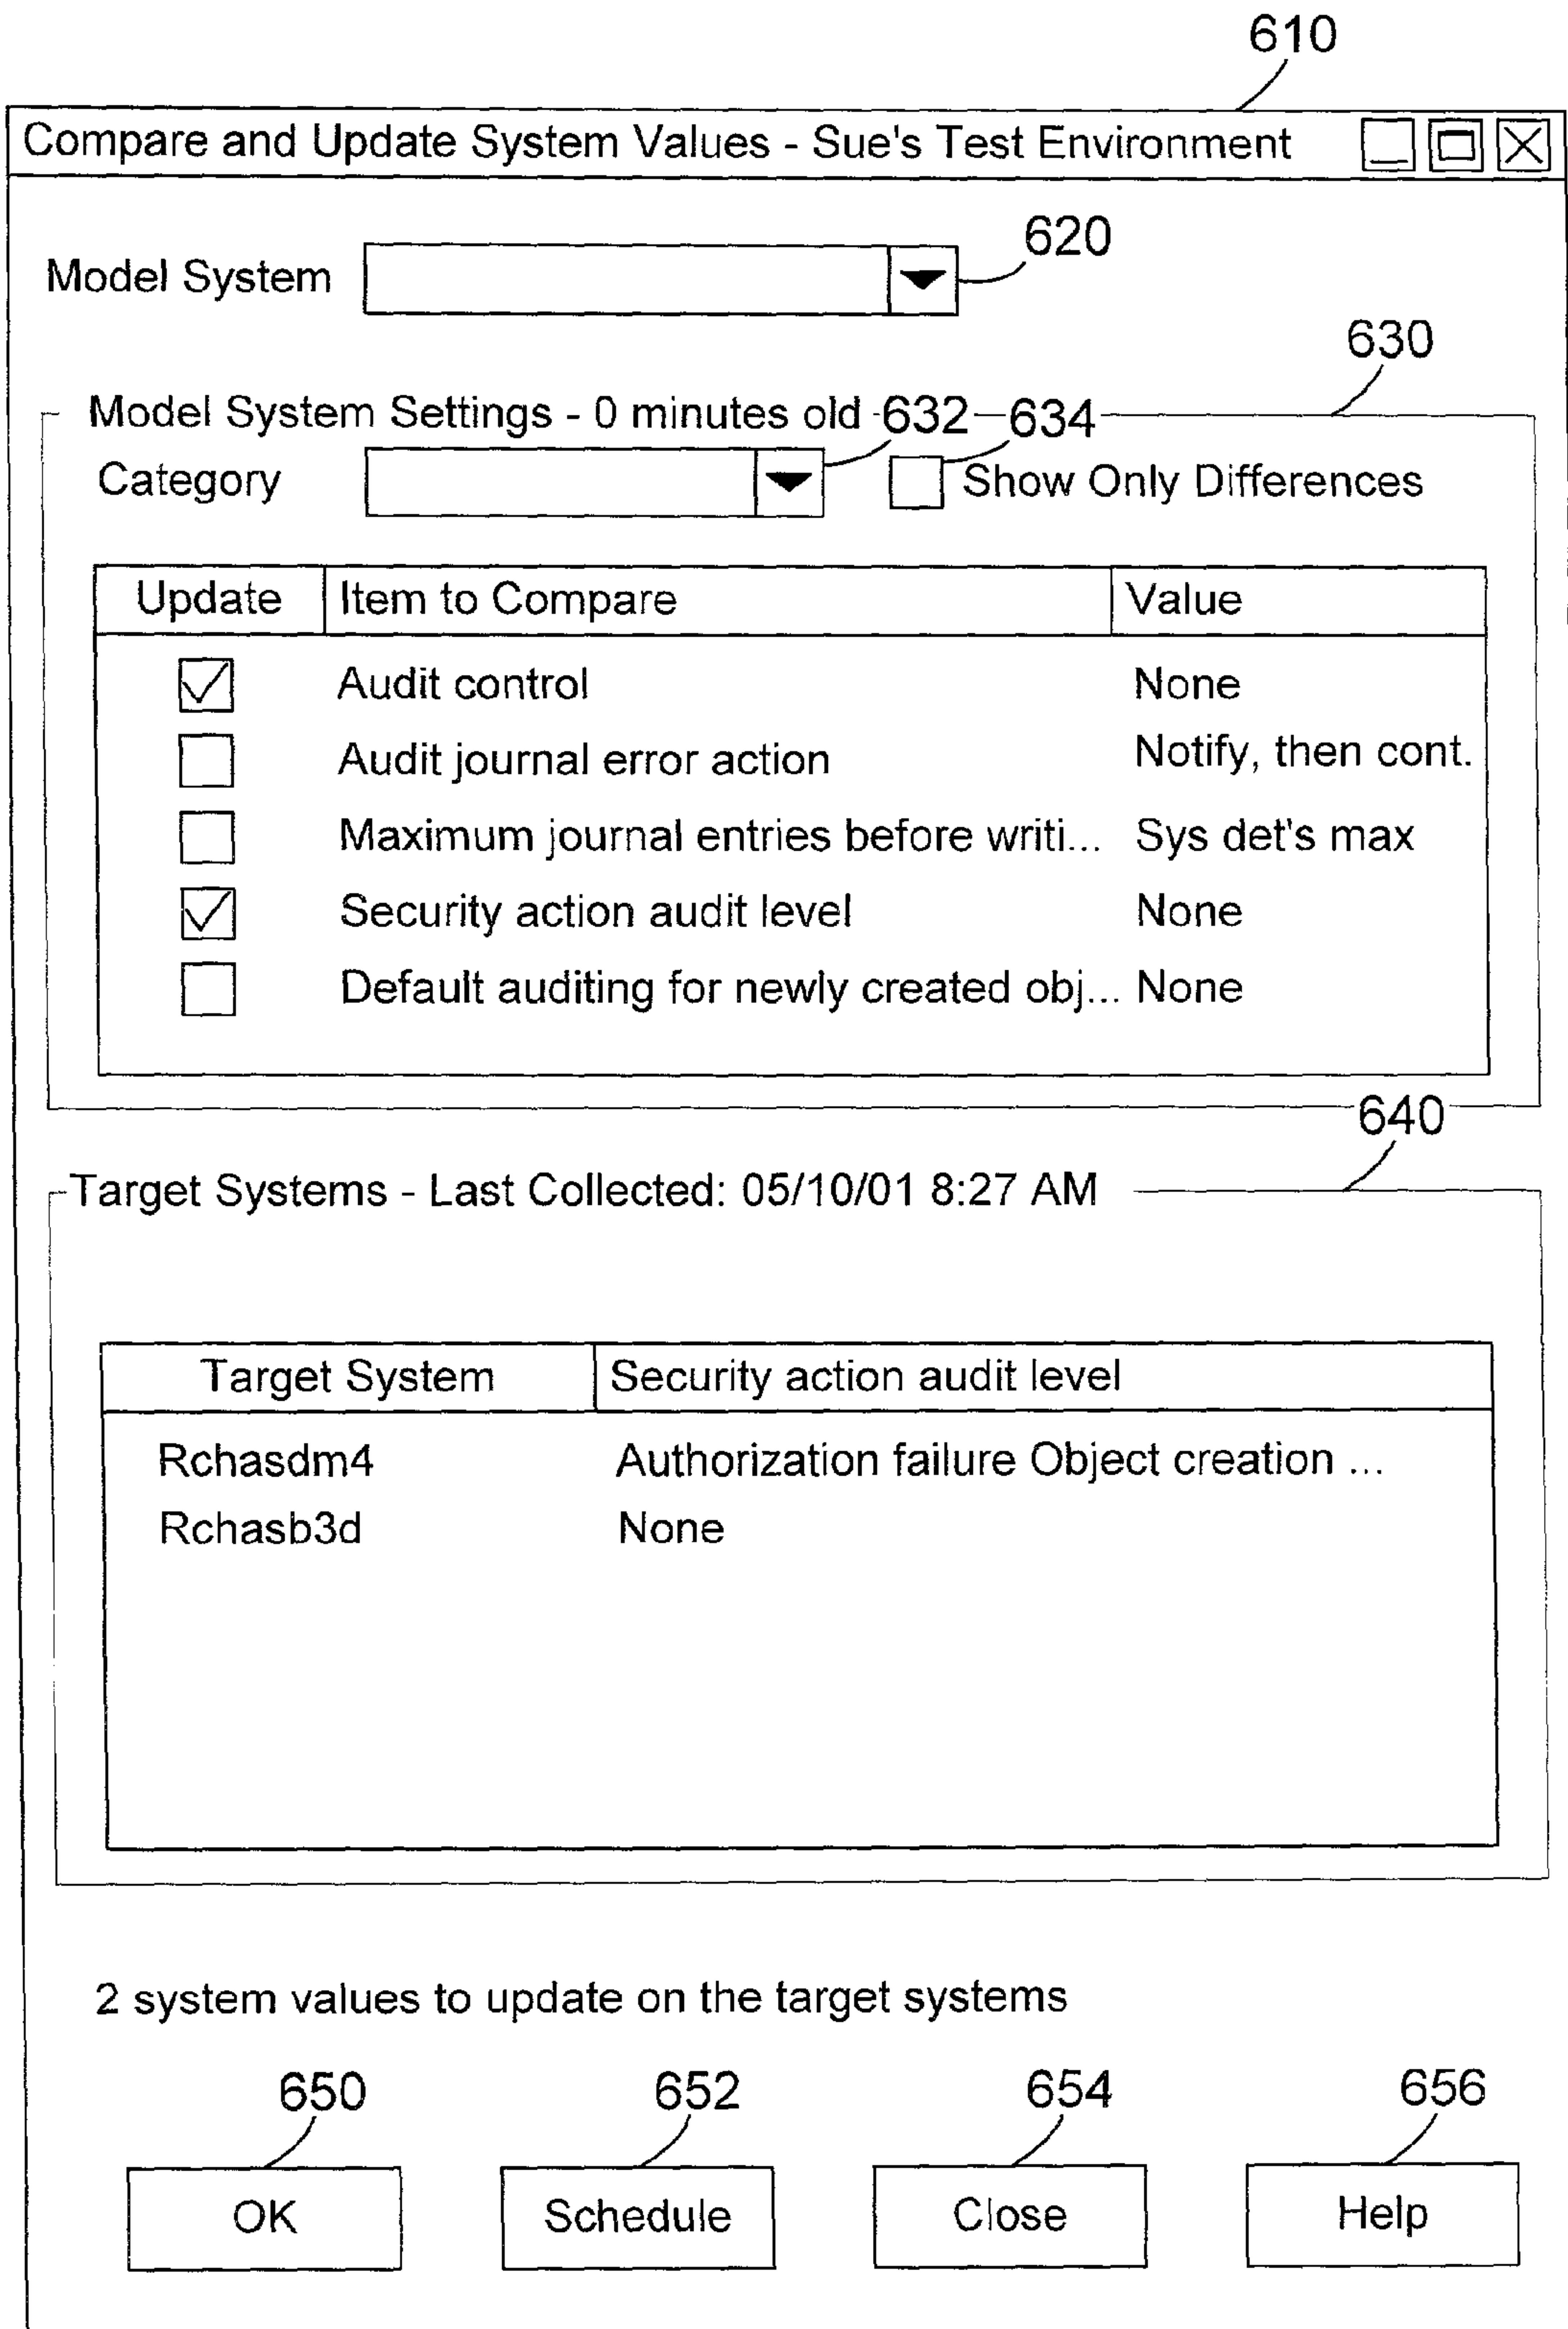 610
Compare and Update System Values - Sue's Test Environment
620
Model System
630
Model System Settings - 0 minutes old 632 634
Category Show Only Differences
Update Item to Compare Value
Audit control None
Audit journal error action Notify, then cont.
Maximum journal entries before writi... Sys det's max
Security action audit level None
Default auditing for newly created obj... None
640
Target Systems - Last Collected: 05/10/01 8:27 AM
Target System Security action audit level
Rchasdm4 Authorization failure Object creation ...
Rchasb3d None
2 system values to update on the target systems
650 652 654 656
OK Schedule Close Help